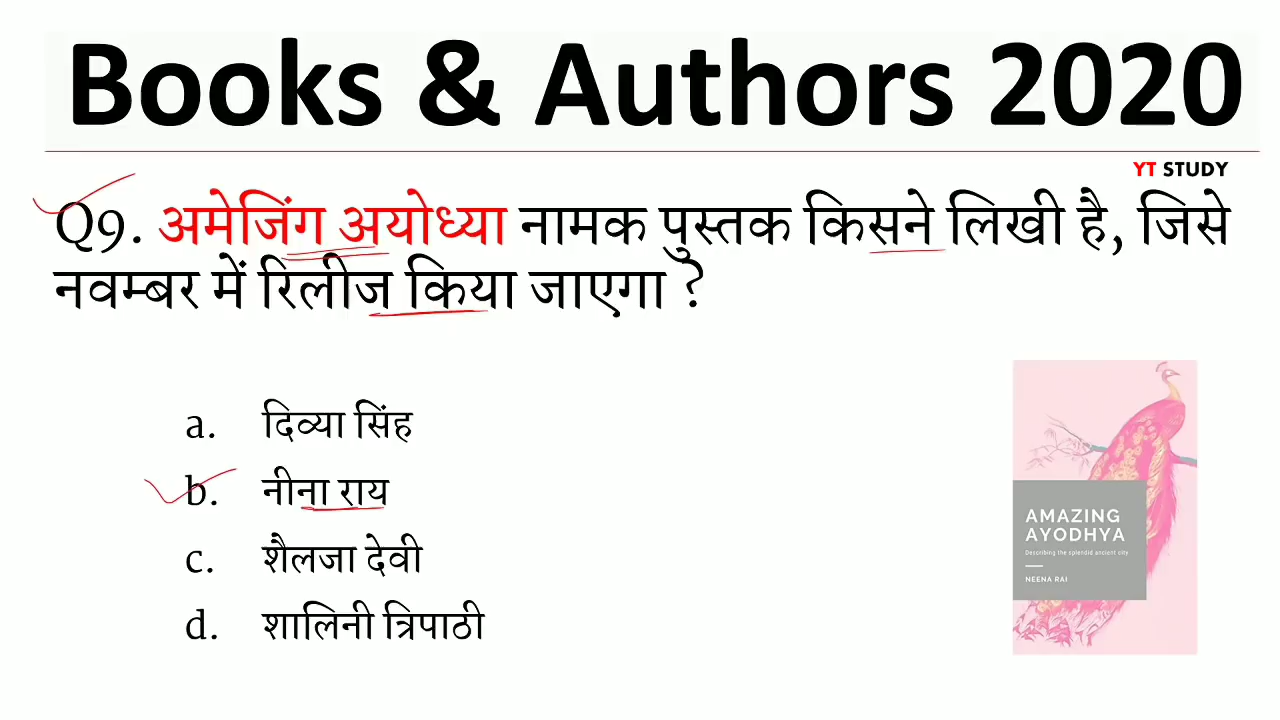 Books & Authors 2020
YT STUDY
Q9. अमेजिंग अयोध्या नामक पुस्तक किसने लिखी है, जिसे
नवम्बर में रिलीज किया जाएगा ?
a. दिव्या सिंह
b. नीना राय
c. शैलजा देवी
d. शालिनी त्रिपाठी
AMAZING
AYODHYA
Describing the splendid ancient city
NEENA RAI